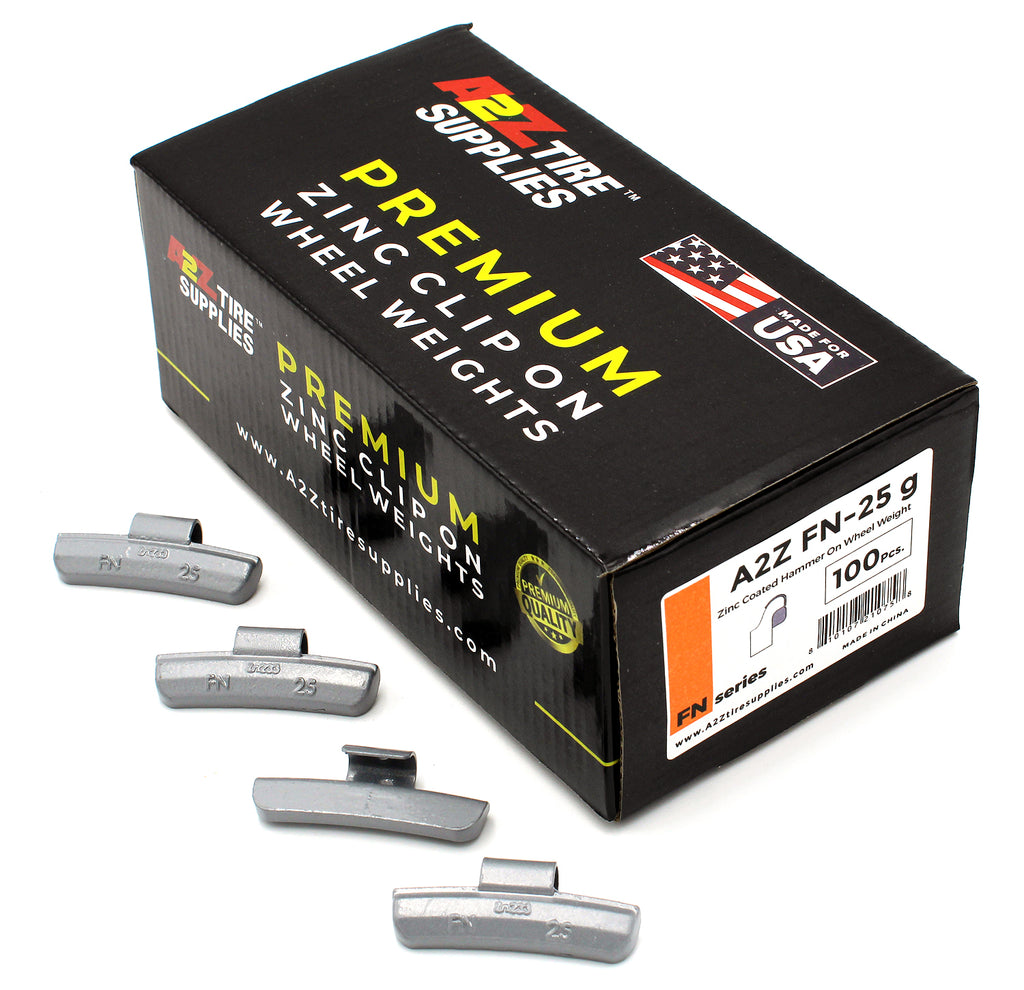 A2Z TIRE
SUPPLIES™
PREMIUM
ZINC CLIP ON
WHEEL WEIGHTS
MADE FOR
USA
A2Z TIRE
SUPPLIES™
PREMIUM
ZINC CLIP ON
WHEEL WEIGHTS
www.A2Ztiresupplies.com
PREMIUM
QUALITY
A2Z FN-25 g
Zinc Coated Hammer On Wheel Weight
100pcs.
MADE IN CHINA
FN series
www.A2Ztiresupplies.com
FN 25
FN 25
FN 25